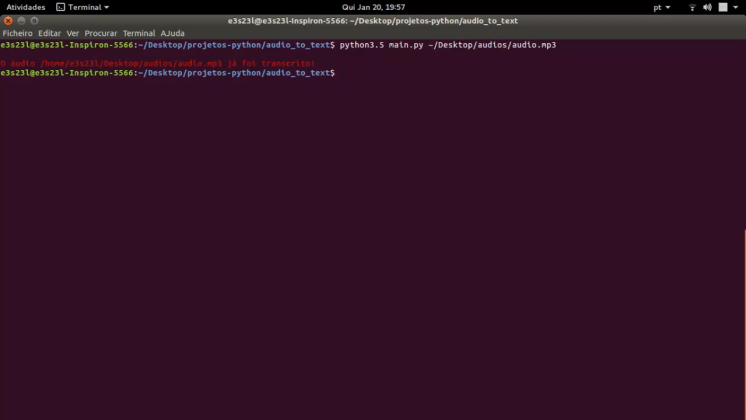 Atividades Terminal Qui Jan 20, 19:57 pt
e3s23l@e3s23l-Inspiron-5566: ~/Desktop/projetos-python/audio_to_text
Ficheiro Editar Ver Procurar Terminal AJuda
e3s23l@e3s23l-Inspiron-5566:~/Desktop/projetos-python/audio_to_text$ python3.5 main.py ~/Desktop/audios/audio.mp3
O áudio /home/e3s23l/Desktop/audios/audio.mp3 já foi transcrito!
e3s23l@e3s23l-Inspiron-5566:~/Desktop/projetos-python/audio_to_text$